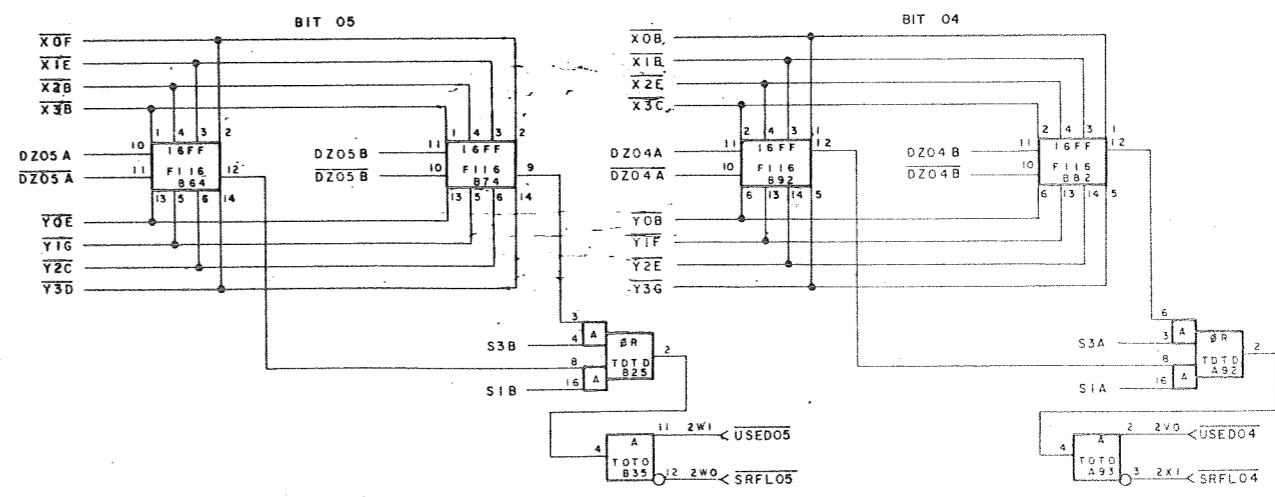 BIT 05
X0F
X1E
X2B
X3B
1 4 3 2
16FF
F116
B64
10
11
12
13 5 6 14
DZ05A
DZ05A
DZ05B
DZ05B
1 4 3 2
16FF
F116
B74
11
10
9
13 5 6 14
Y0E
Y1G
Y2C
Y3D
3
A
4
S3B
8
A
16
S1B
ØR
TDTD
B25
2
4
A
TOTO
B35
11 2W1 USED05
12 2W0 SRFL05
BIT 04
X0B
X1B
X2E
X3C
2 4 3 1
16FF
F116
B92
11
10
12
6 13 14 5
DZ04A
DZ04A
DZ04B
DZ04B
2 4 3 1
16FF
F116
B82
11
10
12
6 13 14 5
Y0B
Y1F
Y2E
Y3G
6
A
3
S3A
8
A
16
S1A
ØR
TDTD
A92
2
4
A
TOTO
A93
2 2V0 USED04
3 2X1 SRFL04